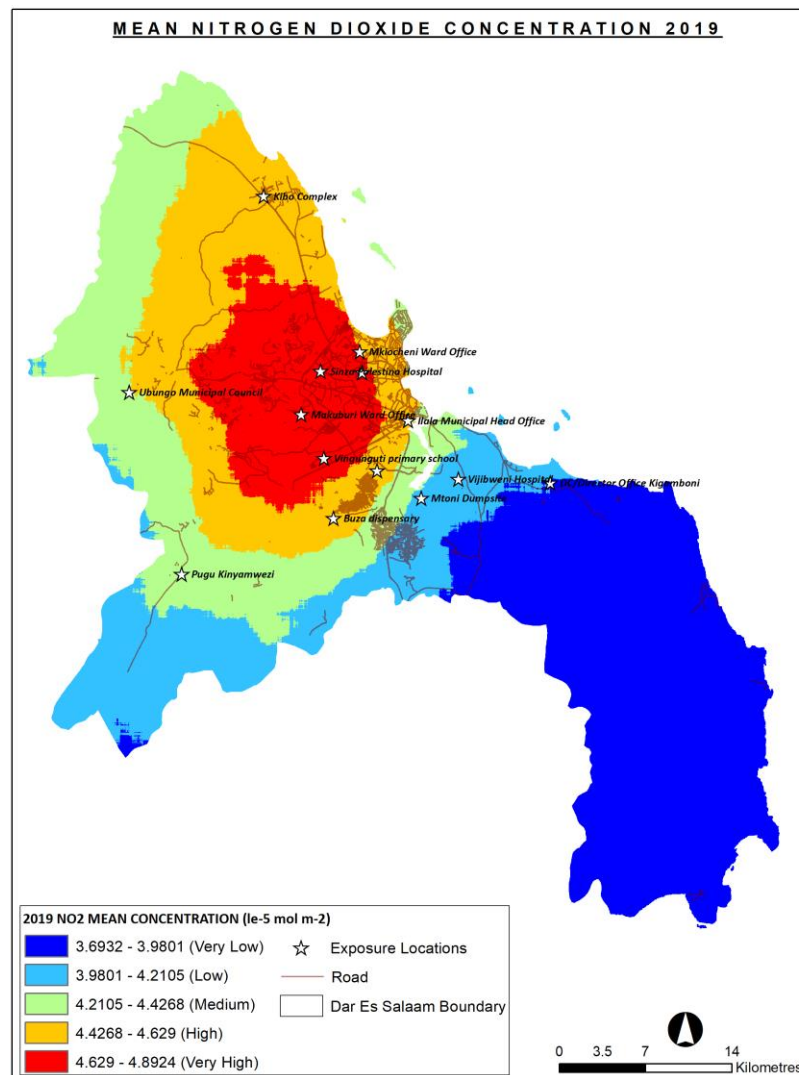 MEAN NITROGEN DIOXIDE CONCENTRATION 2019
Kibo Complex
Mkiocheni Ward Office
Sinza Palestina Hospital
Ubungo Municipal Council
Makuburi Ward Office
Ilala Municipal Head Office
Vingunguti primary school
Vijibweni Hospital
Office Kigamboni
Mtoni Dumpsite
Buza dispensary
Pugu Kinyamwezi
2019 NO2 MEAN CONCENTRATION (le-5 mol m-2)
3.6932 - 3.9801 (Very Low)
3.9801 - 4.2105 (Low)
4.2105 - 4.4268 (Medium)
4.4268 - 4.629 (High)
4.629 - 4.8924 (Very High)
Exposure Locations
Road
Dar Es Salaam Boundary
0 3.5 7 14
Kilometres